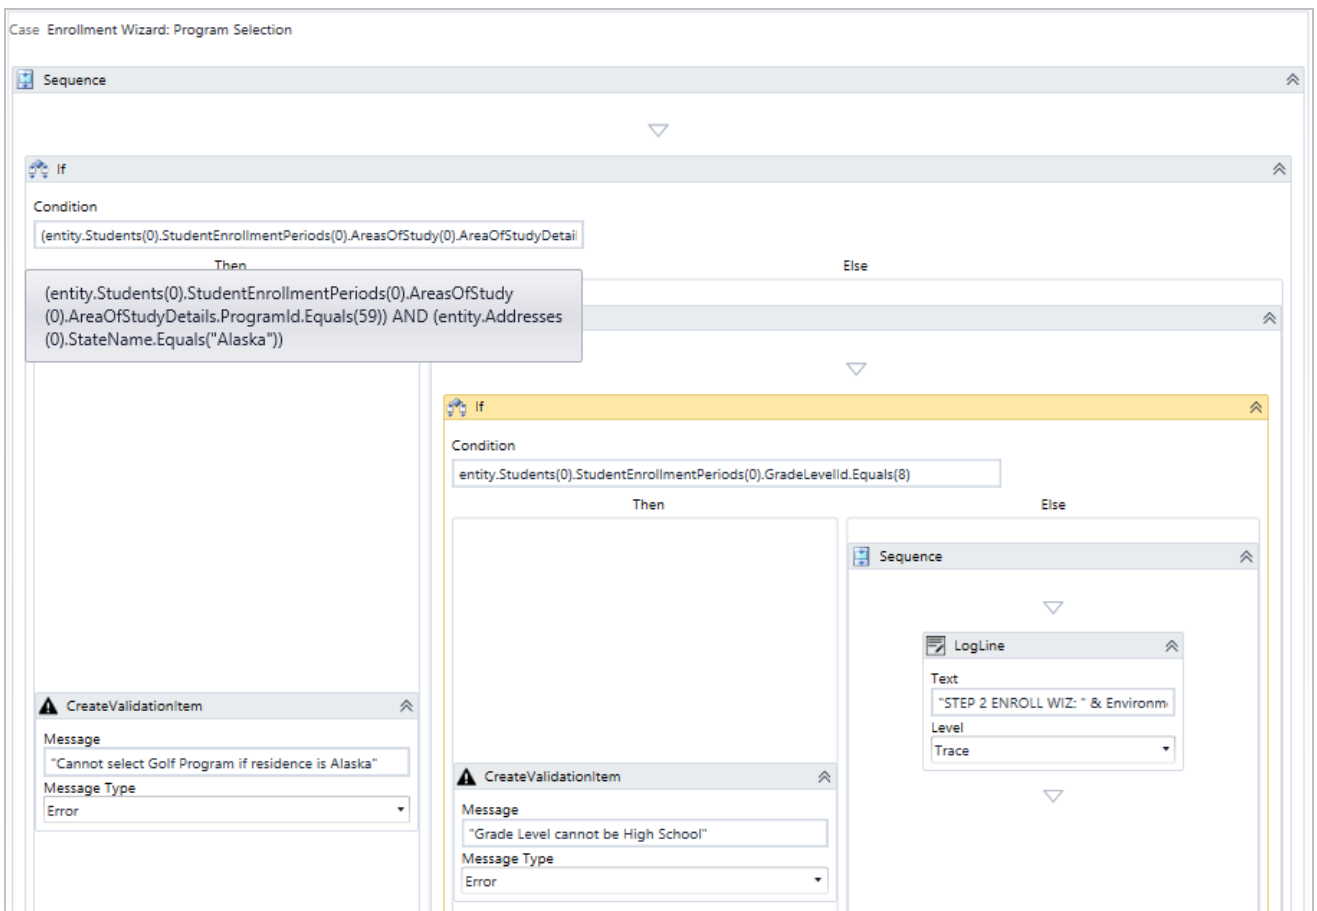 Case Enrollment Wizard: Program Selection
Sequence
If
Condition
(entity.Students(0).StudentEnrollmentPeriods(0).AreasOfStudy(0).AreaOfStudyDetail
Then
Else
(entity.Students(0).StudentEnrollmentPeriods(0).AreasOfStudy
(0).AreaOfStudyDetails.ProgramId.Equals(59)) AND (entity.Addresses
(0).StateName.Equals("Alaska"))
If
Condition
entity.Students(0).StudentEnrollmentPeriods(0).GradeLevelId.Equals(8)
Then
Else
Sequence
LogLine
Text
"STEP 2 ENROLL WIZ: " & Environm
Level
Trace
CreateValidationItem
Message
"Cannot select Golf Program if residence is Alaska"
Message Type
Error
CreateValidationItem
Message
"Grade Level cannot be High School"
Message Type
Error